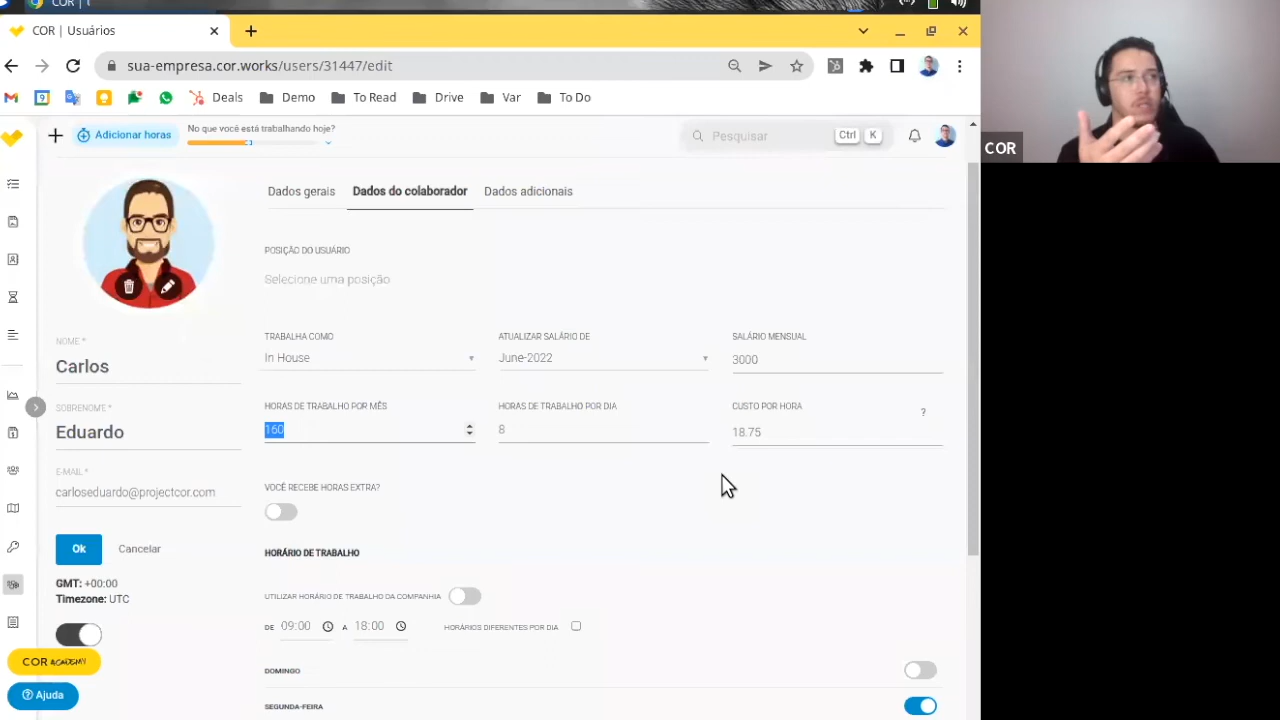 COR |
COR | Usuários
sua-empresa.cor.works/users/31447/edit
Deals Demo To Read Drive Var To Do
Adicionar horas
No que você está trabalhando hoje?
Pesquisar Ctrl K
COR
Dados gerais Dados do colaborador Dados adicionais
POSIÇÃO DO USUÁRIO
Selecione uma posição
NOME *
Carlos
SOBRENOME *
Eduardo
E-MAIL *
carloseduardo@projectcor.com
Ok Cancelar
GMT: +00:00
Timezone: UTC
COR ACADEMY
Ajuda
TRABALHA COMO ATUALIZAR SALÁRIO DE SALÁRIO MENSUAL
In House June-2022 3000
HORAS DE TRABALHO POR MÊS HORAS DE TRABALHO POR DIA CUSTO POR HORA ?
160 8 18.75
VOCÊ RECEBE HORAS EXTRA?
HORÁRIO DE TRABALHO
UTILIZAR HORÁRIO DE TRABALHO DA COMPANHIA
DE 09:00 A 18:00 HORÁRIOS DIFERENTES POR DIA
DOMINGO
SEGUNDA-FEIRA